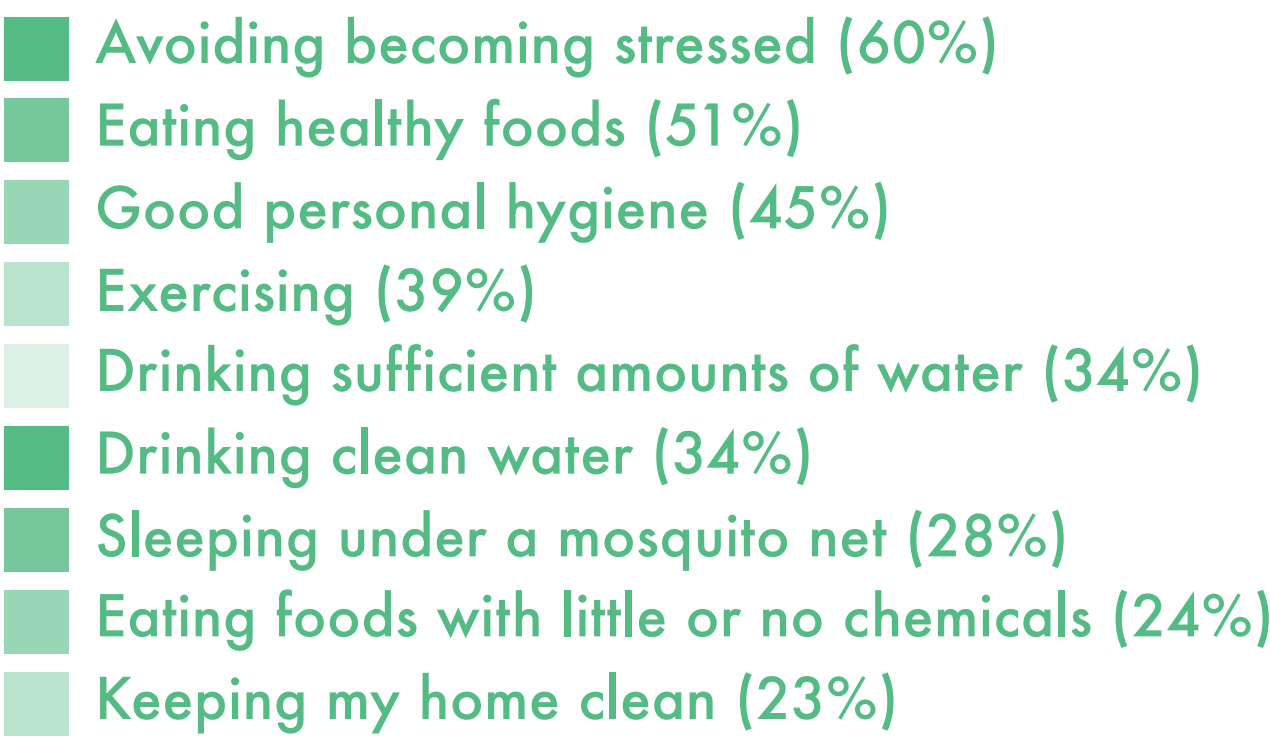 Avoiding becoming stressed (60%)
Eating healthy foods (51%)
Good personal hygiene (45%)
Exercising (39%)
Drinking sufficient amounts of water (34%)
Drinking clean water (34%)
Sleeping under a mosquito net (28%)
Eating foods with little or no chemicals (24%)
Keeping my home clean (23%)